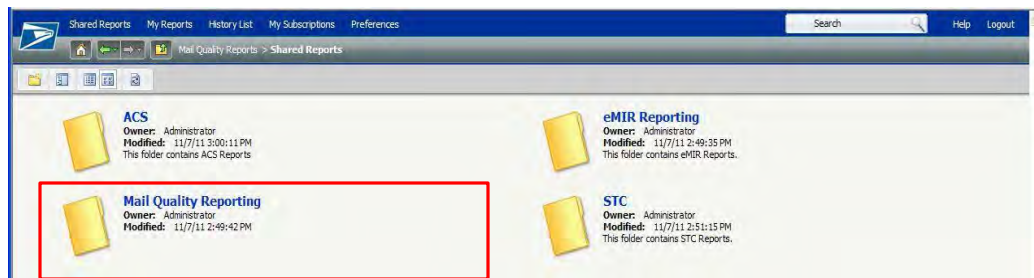 Shared Reports My Reports History List My Subscriptions Preferences Search Help Logout
Mail Quality Reports > Shared Reports
ACS
Owner: Administrator
Modified: 11/7/11 3:00:11 PM
This folder contains ACS Reports
eMIR Reporting
Owner: Administrator
Modified: 11/7/11 2:49:35 PM
This folder contains eMIR Reports.
Mail Quality Reporting
Owner: Administrator
Modified: 11/7/11 2:49:42 PM
STC
Owner: Administrator
Modified: 11/7/11 2:51:15 PM
This folder contains STC Reports.